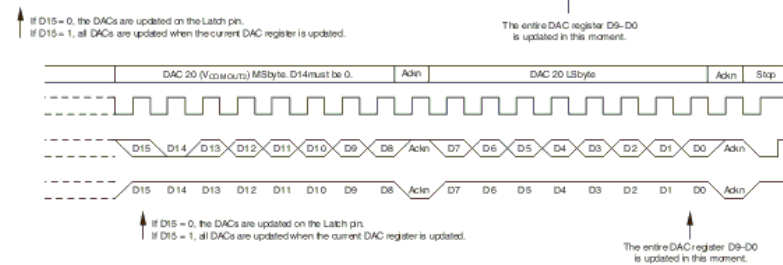 If D15 = 0, the DACs are updated on the Latch pin.
If D15 = 1, all DACs are updated when the current DAC register is updated.
The entire DAC register D9–D0
is updated in this moment.
DAC 20 (VCOMOUT2) MSbyte. D14 must be 0. Ackn DAC 20 LSbyte Ackn Stop
D15 D14 D13 D12 D11 D10 D9 D8 Ackn D7 D6 D5 D4 D3 D2 D1 D0 Ackn
D15 D14 D13 D12 D11 D10 D9 D8 Ackn D7 D6 D5 D4 D3 D2 D1 D0 Ackn
If D15 = 0, the DACs are updated on the Latch pin.
If D15 = 1, all DACs are updated when the current DAC register is updated.
The entire DAC register D9–D0
is updated in this moment.